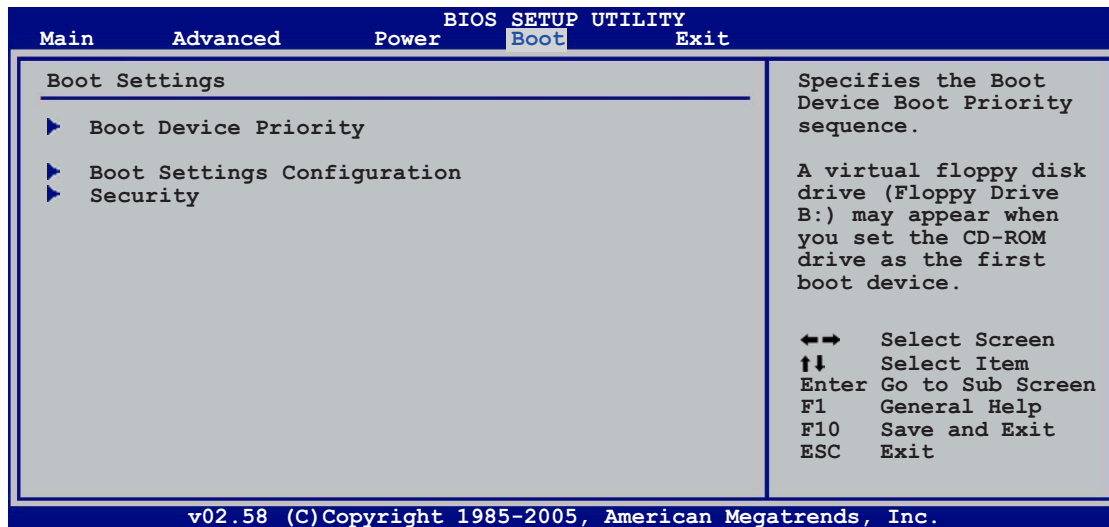 BIOS SETUP UTILITY
Main Advanced Power Boot Exit
Boot Settings
Boot Device Priority
Boot Settings Configuration
Security
Specifies the Boot
Device Boot Priority
sequence.
A virtual floppy disk
drive (Floppy Drive
B:) may appear when
you set the CD-ROM
drive as the first
boot device.
←→ Select Screen
↑↓ Select Item
Enter Go to Sub Screen
F1 General Help
F10 Save and Exit
ESC Exit
v02.58 (C)Copyright 1985-2005, American Megatrends, Inc.